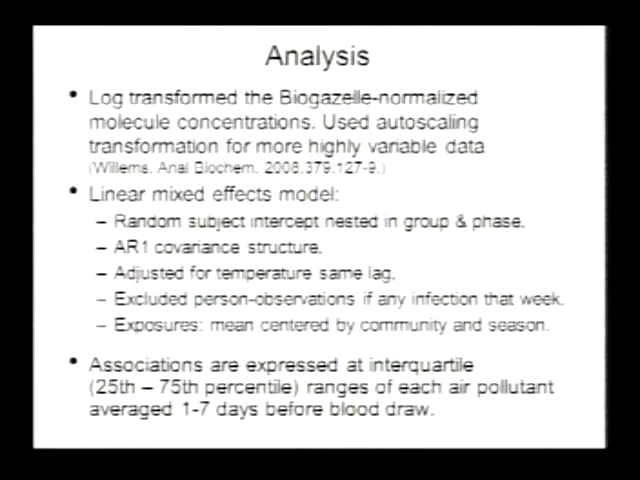 Analysis
• Log transformed the Biogazelle-normalized
molecule concentrations. Used autoscaling
transformation for more highly variable data
(Willems. Anal Biochem. 2008.379.127-9.)
• Linear mixed effects model:
– Random subject intercept nested in group & phase.
– AR1 covariance structure.
– Adjusted for temperature same lag.
– Excluded person-observations if any infection that week.
– Exposures: mean centered by community and season.
• Associations are expressed at interquartile
(25th – 75th percentile) ranges of each air pollutant
averaged 1-7 days before blood draw.